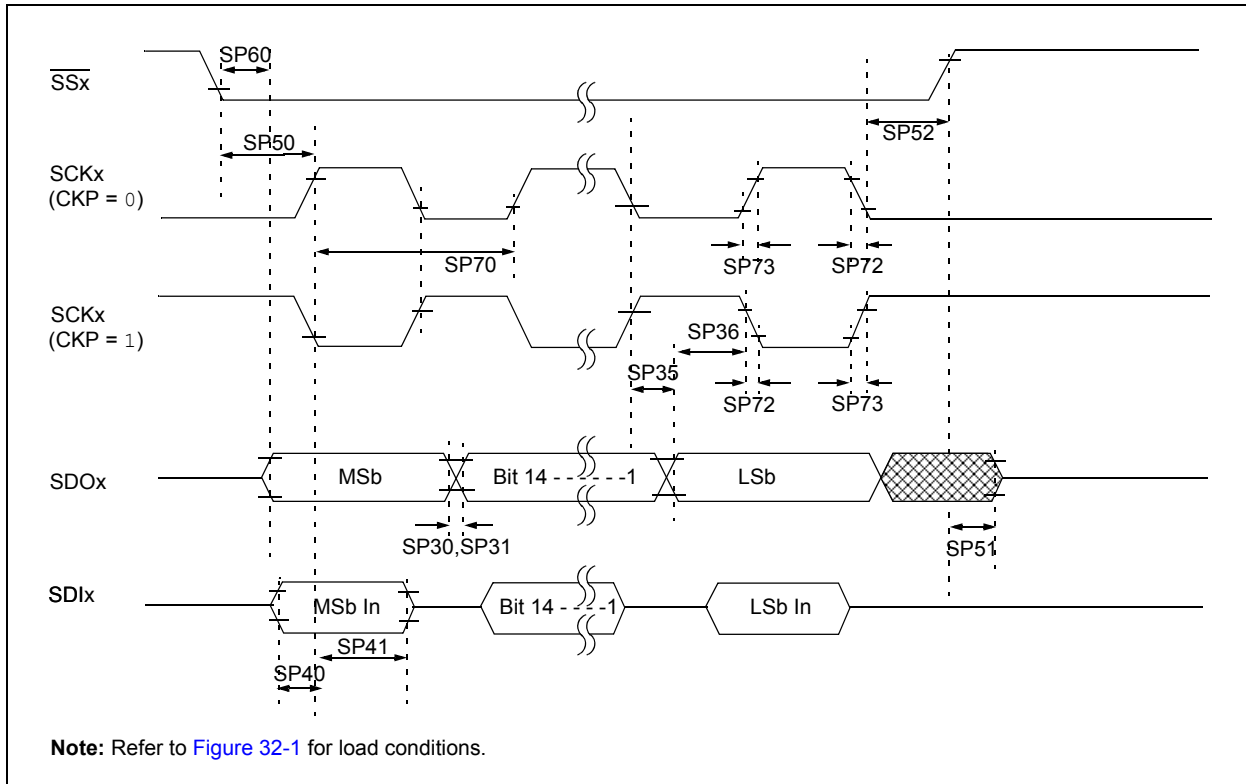 SP60
SSx
SP50
SP52
SCKx
(CKP = 0)
SP70
SP73
SP72
SCKx
(CKP = 1)
SP36
SP35
SP72
SP73
SDOx
MSb
Bit 14 - - - - - -1
LSb
SP30,SP31
SP51
SDIx
MSb In
Bit 14 - - - - -1
LSb In
SP41
SP40
Note: Refer to Figure 32-1 for load conditions.